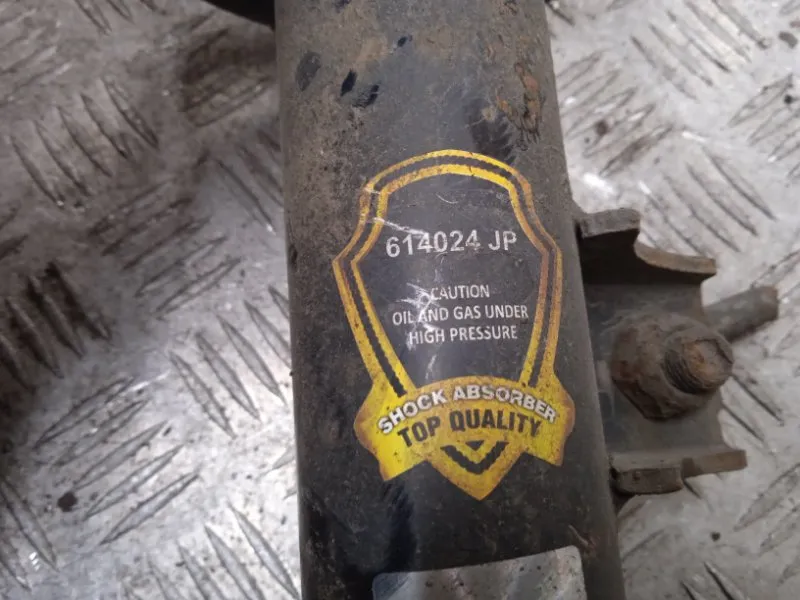 614024 JP
CAUTION
OIL AND GAS UNDER
HIGH PRESSURE
SHOCK ABSORBER
TOP QUALITY